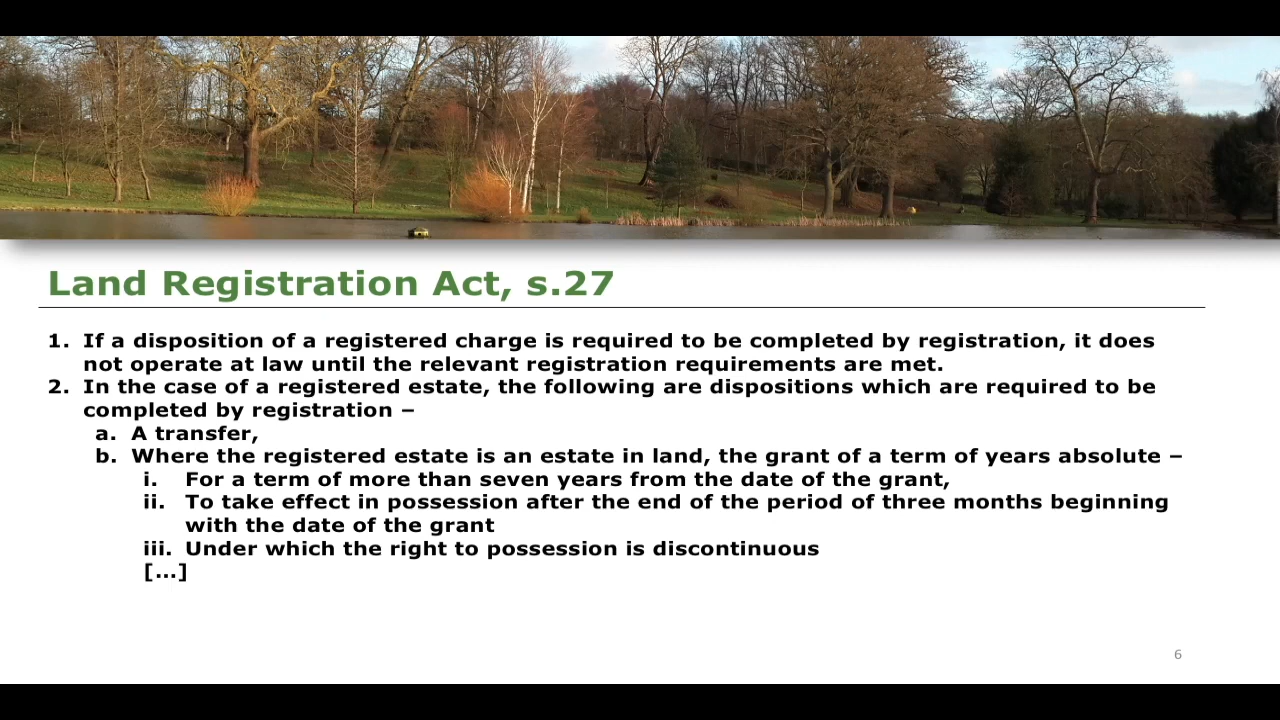 Land Registration Act, s.27
1. If a disposition of a registered charge is required to be completed by registration, it does
not operate at law until the relevant registration requirements are met.
2. In the case of a registered estate, the following are dispositions which are required to be
completed by registration –
a. A transfer,
b. Where the registered estate is an estate in land, the grant of a term of years absolute –
i. For a term of more than seven years from the date of the grant,
ii. To take effect in possession after the end of the period of three months beginning
with the date of the grant
iii. Under which the right to possession is discontinuous
[…]
6